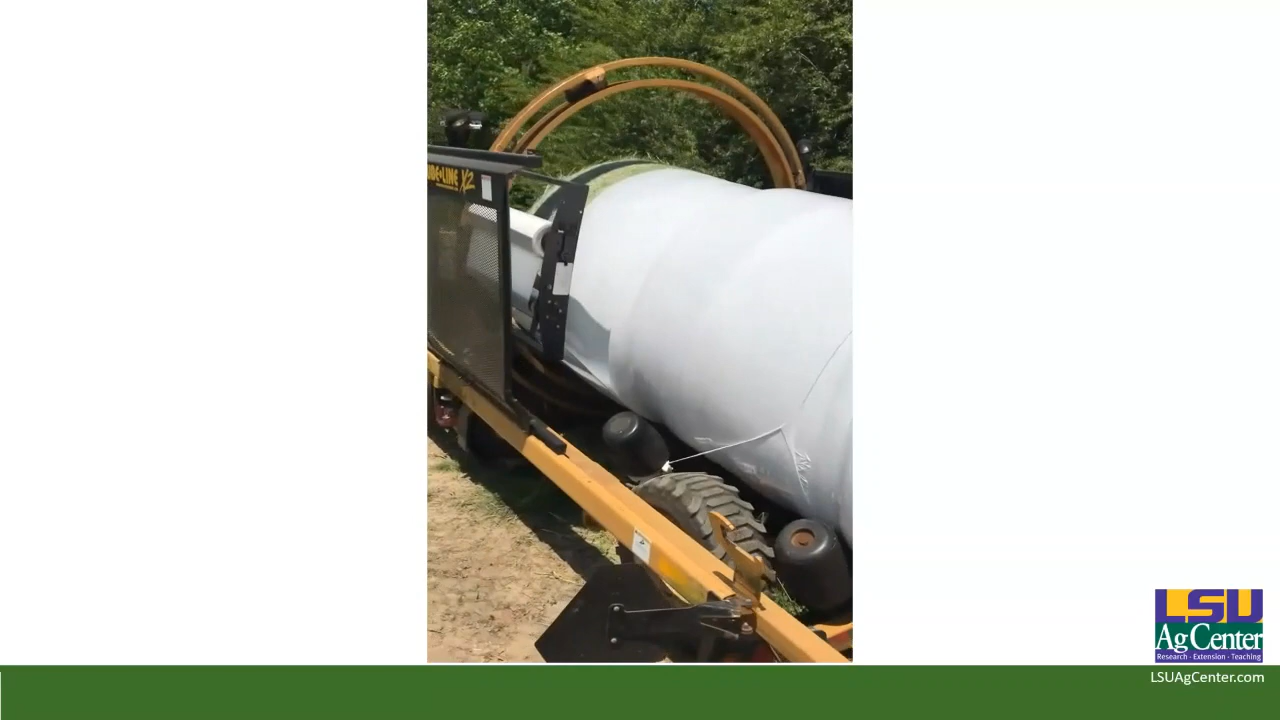 X2
LSU
AgCenter
Research · Extension · Teaching
LSUAgCenter.com